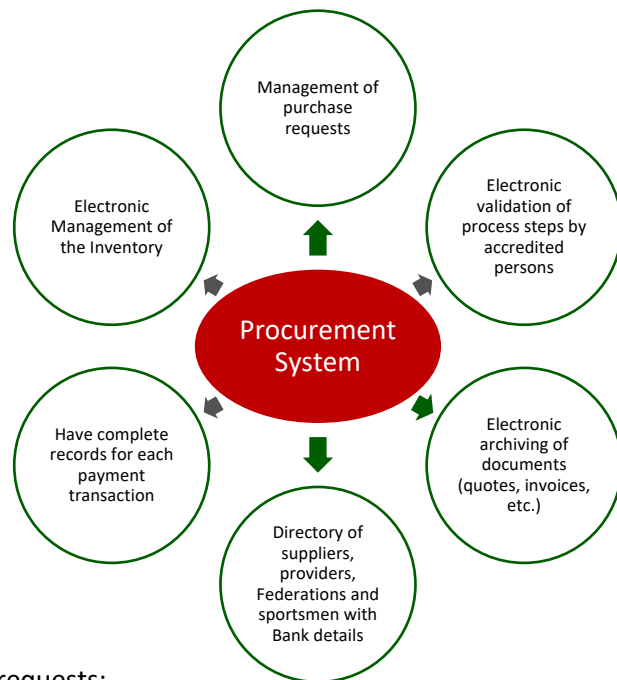 Management of
purchase
requests
Electronic
Management of
the Inventory
Electronic
validation of
process steps by
accredited
persons
Procurement
System
Have complete
records for each
payment
transaction
Electronic
archiving of
documents
(quotes, invoices,
etc.)
Directory of
suppliers,
providers,
Federations and
sportsmen with
Bank details
requests: